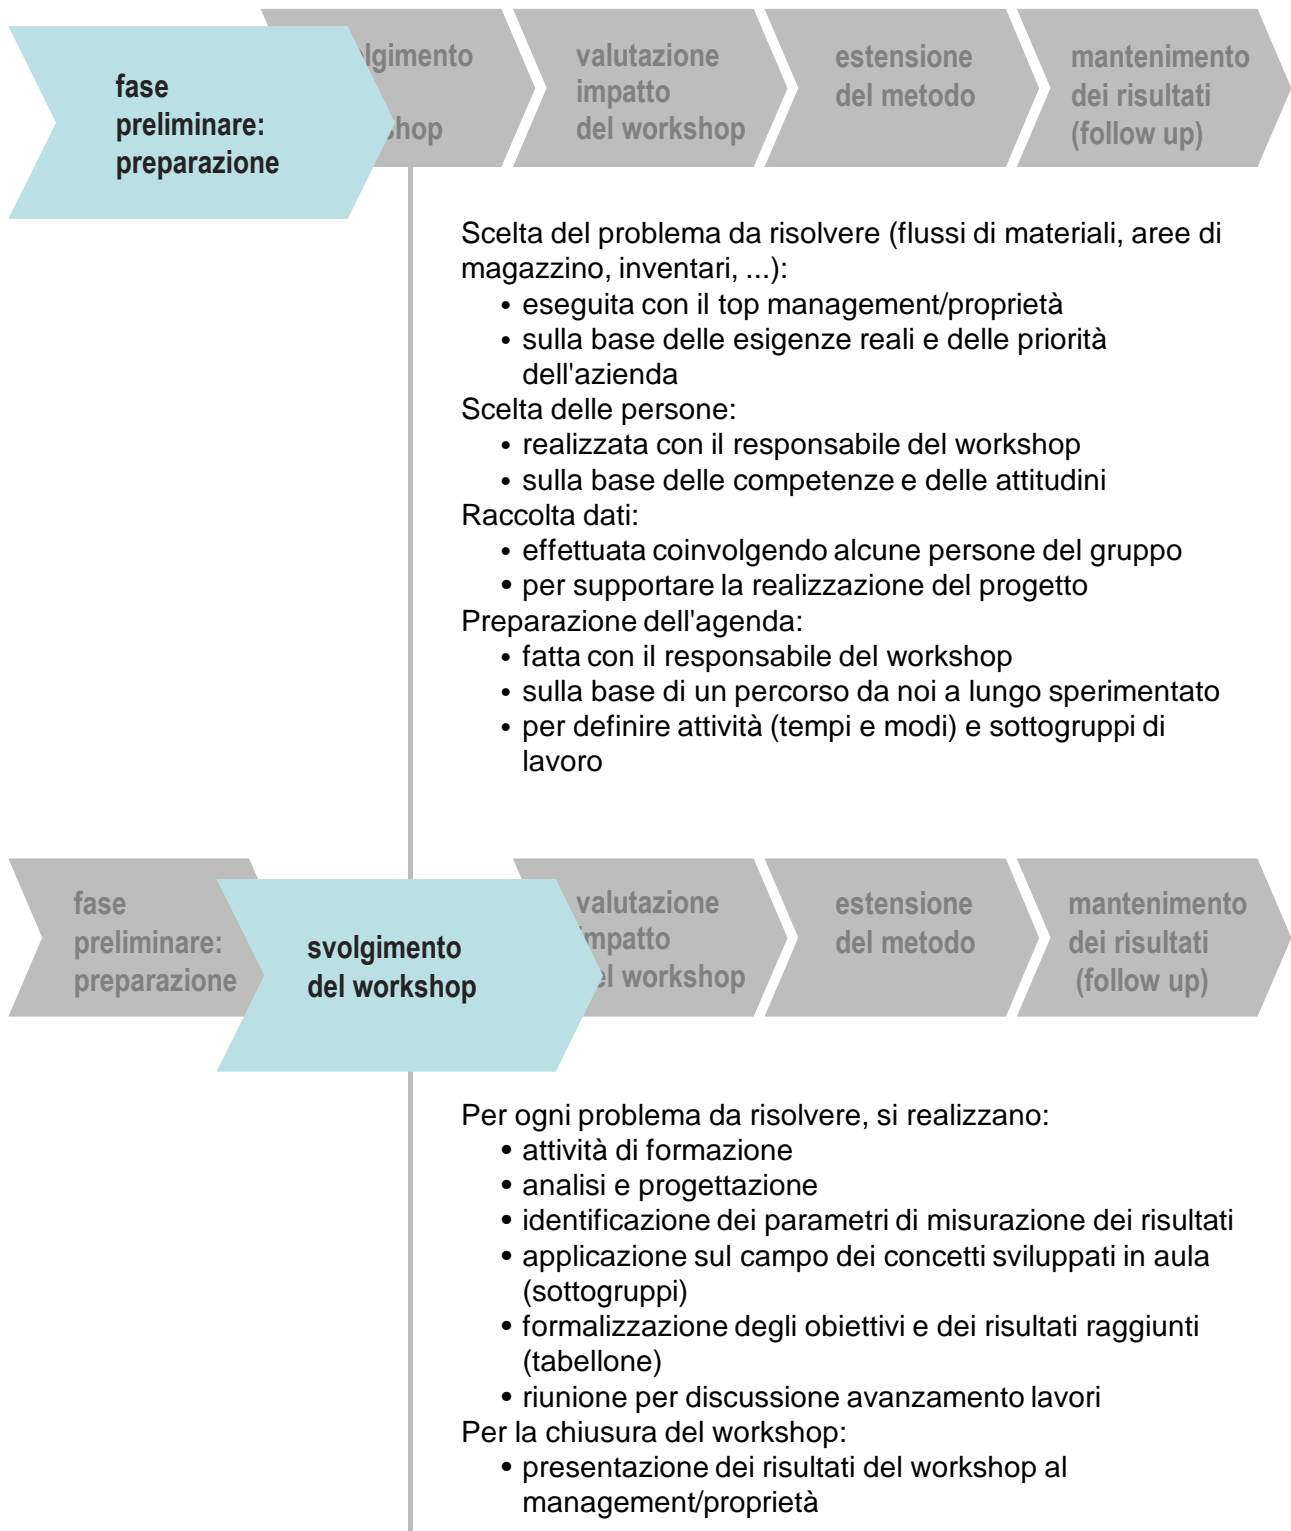 fase
preliminare:
preparazione
lgimento
hop
valutazione
impatto
del workshop
estensione
del metodo
mantenimento
dei risultati
(follow up)
Scelta del problema da risolvere (flussi di materiali, aree di
magazzino, inventari, ...):
• eseguita con il top management/proprietà
• sulla base delle esigenze reali e delle priorità
dell'azienda
Scelta delle persone:
• realizzata con il responsabile del workshop
• sulla base delle competenze e delle attitudini
Raccolta dati:
• effettuata coinvolgendo alcune persone del gruppo
• per supportare la realizzazione del progetto
Preparazione dell'agenda:
• fatta con il responsabile del workshop
• sulla base di un percorso da noi a lungo sperimentato
• per definire attività (tempi e modi) e sottogruppi di
lavoro
fase
preliminare:
preparazione
svolgimento
del workshop
valutazione
mpatto
el workshop
estensione
del metodo
mantenimento
dei risultati
(follow up)
Per ogni problema da risolvere, si realizzano:
• attività di formazione
• analisi e progettazione
• identificazione dei parametri di misurazione dei risultati
• applicazione sul campo dei concetti sviluppati in aula
(sottogruppi)
• formalizzazione degli obiettivi e dei risultati raggiunti
(tabellone)
• riunione per discussione avanzamento lavori
Per la chiusura del workshop:
• presentazione dei risultati del workshop al
management/proprietà